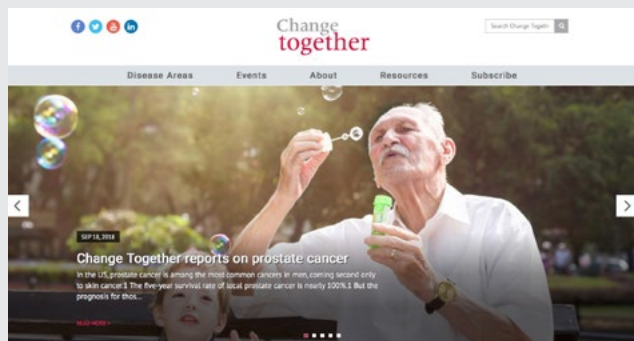 Change
together
Search Change Togeth
Disease Areas
Events
About
Resources
Subscribe
SEP 18, 2018
Change Together reports on prostate cancer
In the US, prostate cancer is among the most common cancers in men, coming second only
to skin cancer.1 The five-year survival rate of local prostate cancer is nearly 100%.1 But the
prognosis for thos...
READ MORE >